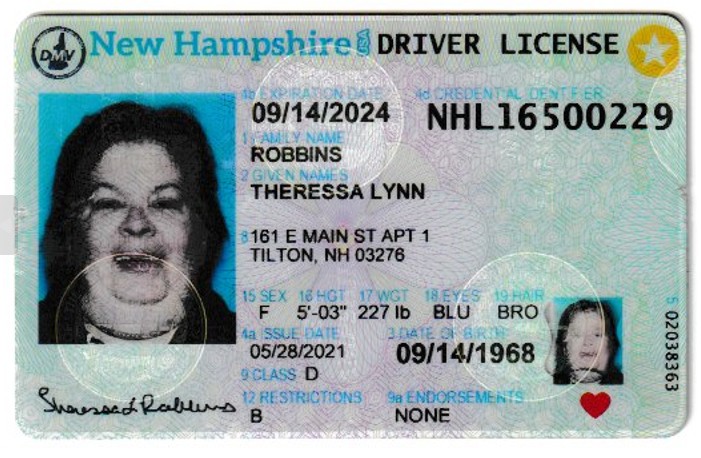 DMV New Hampshire USA DRIVER LICENSE
4b EXPIRATION DATE 4d CREDENTIAL IDENTIFIER
09/14/2024 NHL16500229
1 FAMILY NAME
ROBBINS
2 GIVEN NAMES
THERESSA LYNN
8 161 E MAIN ST APT 1
TILTON, NH 03276
15 SEX 16 HGT 17 WGT 18 EYES 19 HAIR
F 5'-03" 227 lb BLU BRO
4a ISSUE DATE 3 DATE OF BIRTH
05/28/2021 09/14/1968
9 CLASS D
12 RESTRICTIONS 9a ENDORSEMENTS
B NONE
Theressa L Robbins
5 02038363